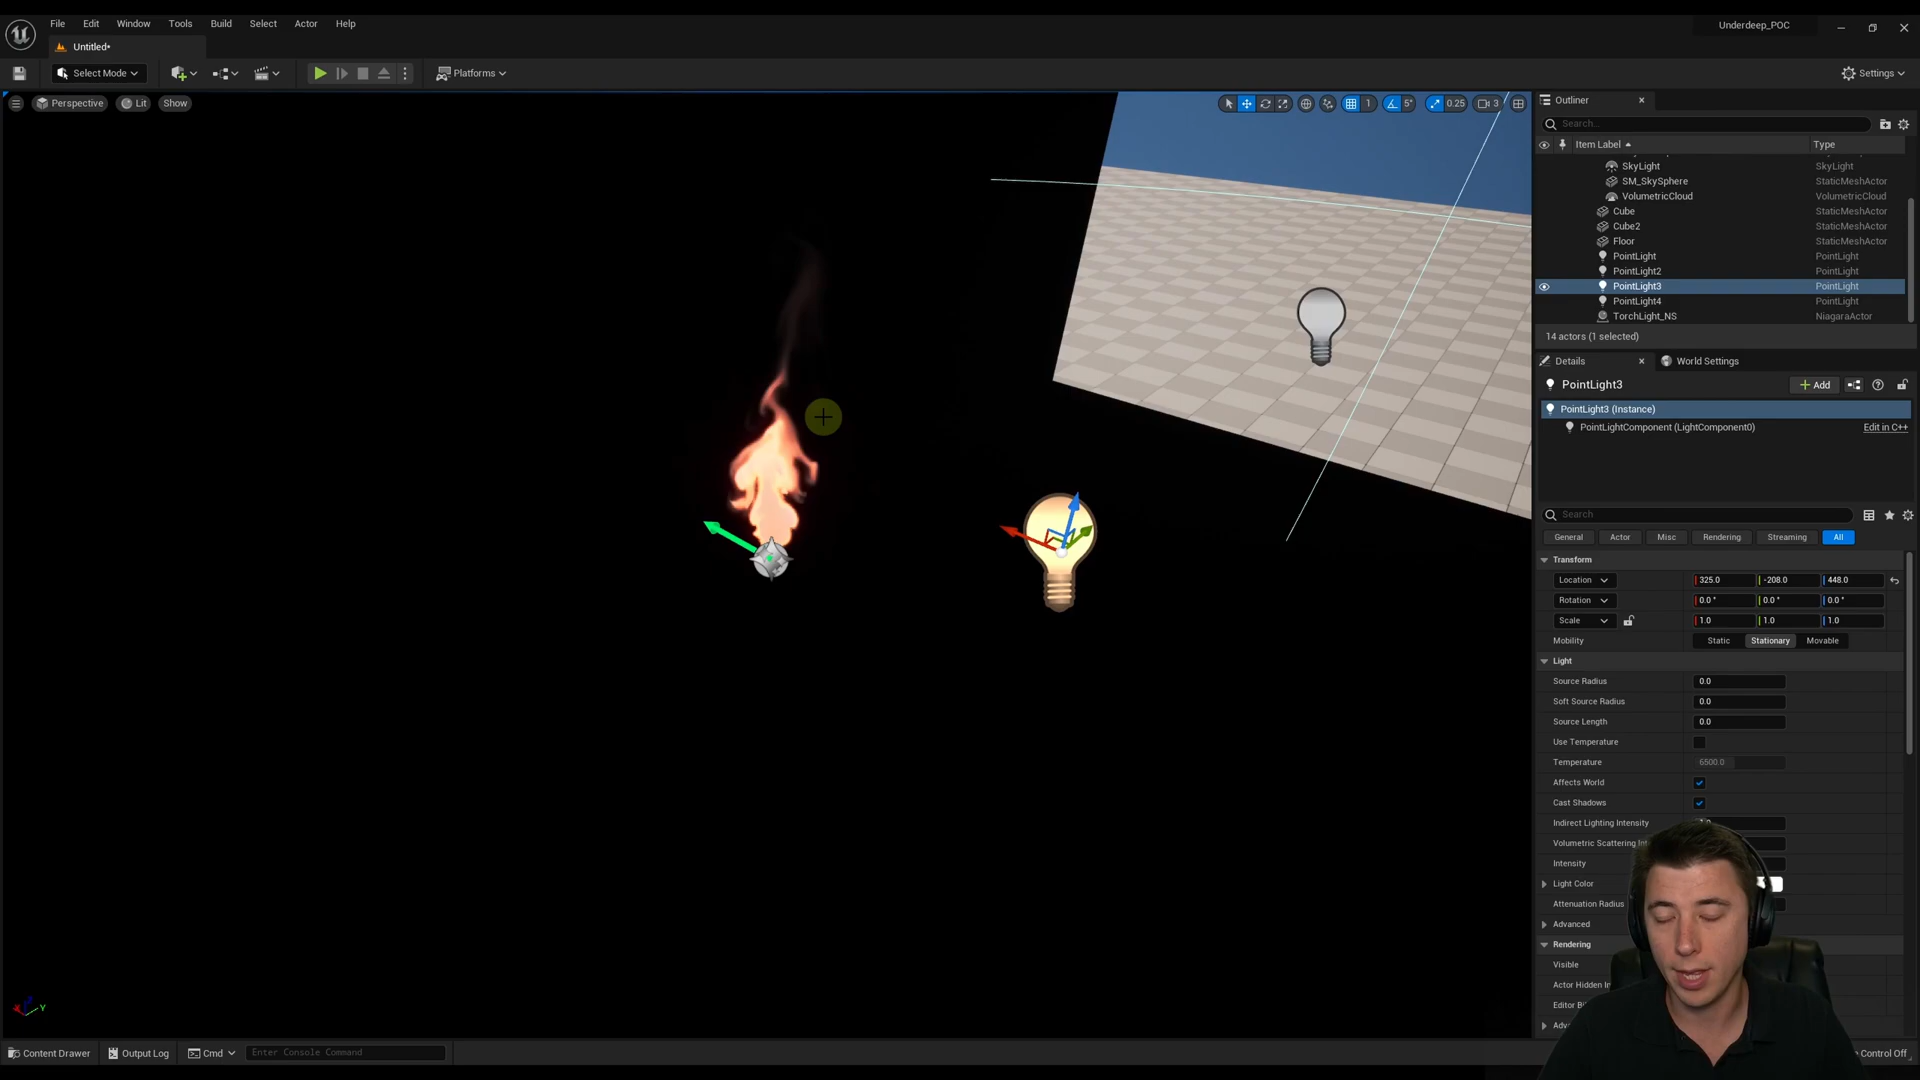 File Edit Window Tools Build Select Actor Help
Underdeep_POC
Untitled*
Select Mode
Platforms
Settings
Perspective Lit Show
1 5° 0.25 3
Outliner
Search...
Item Label Type
SkyLight SkyLight
SM_SkySphere StaticMeshActor
VolumetricCloud VolumetricCloud
Cube StaticMeshActor
Cube2 StaticMeshActor
Floor StaticMeshActor
PointLight PointLight
PointLight2 PointLight
PointLight3 PointLight
PointLight4 PointLight
TorchLight_NS NiagaraActor
14 actors (1 selected)
Details World Settings
PointLight3 Add
PointLight3 (Instance)
PointLightComponent (LightComponent0) Edit in C++
Search
General Actor Misc Rendering Streaming All
Transform
Location 325.0 -208.0 448.0
Rotation 0.0 ° 0.0 ° 0.0 °
Scale 1.0 1.0 1.0
Mobility Static Stationary Movable
Light
Source Radius 0.0
Soft Source Radius 0.0
Source Length 0.0
Use Temperature
Temperature 6500.0
Affects World
Cast Shadows
Indirect Lighting Intensity
Volumetric Scattering
Intensity
Light Color
Attenuation Radius
Advanced
Rendering
Visible
Actor Hidden
Editor
X Y
Content Drawer Output Log Cmd Enter Console Command
Control Off